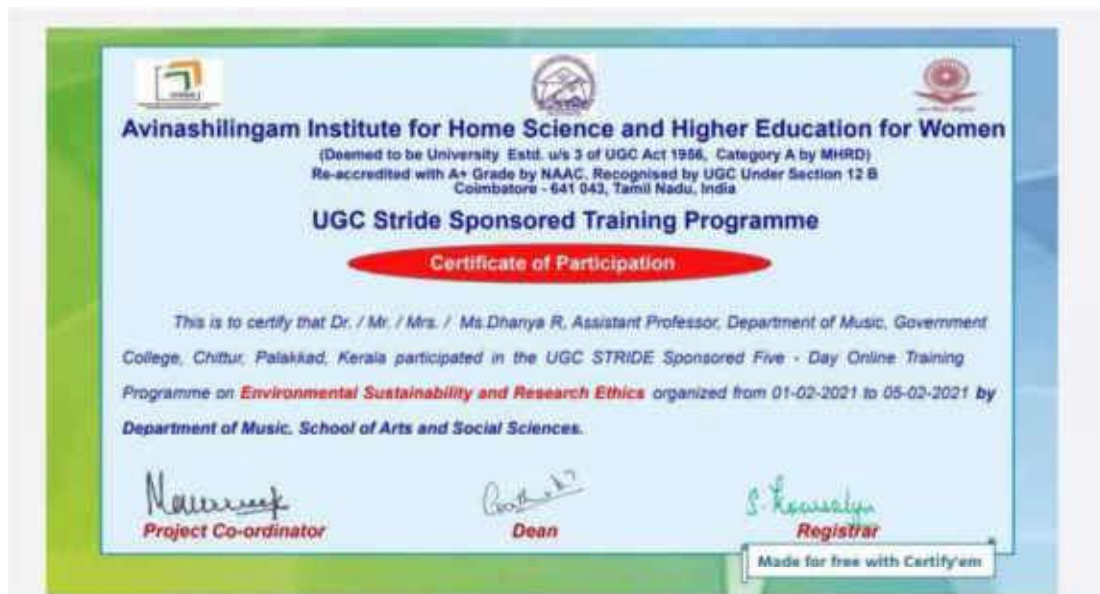 Avinashilingam Institute for Home Science and Higher Education for Women
(Deemed to be University Estd. u/s 3 of UGC Act 1956, Category A by MHRD)
Re-accredited with A+ Grade by NAAC. Recognised by UGC Under Section 12 B
Coimbatore - 641 043, Tamil Nadu, India
UGC Stride Sponsored Training Programme
Certificate of Participation
This is to certify that Dr. / Mr. / Mrs. / Ms.Dhanya R, Assistant Professor, Department of Music, Government
College, Chittur, Palakkad, Kerala participated in the UGC STRIDE Sponsored Five - Day Online Training
Programme on Environmental Sustainability and Research Ethics organized from 01-02-2021 to 05-02-2021 by
Department of Music, School of Arts and Social Sciences.
Project Co-ordinator
Dean
Registrar
Made for free with Certify'em